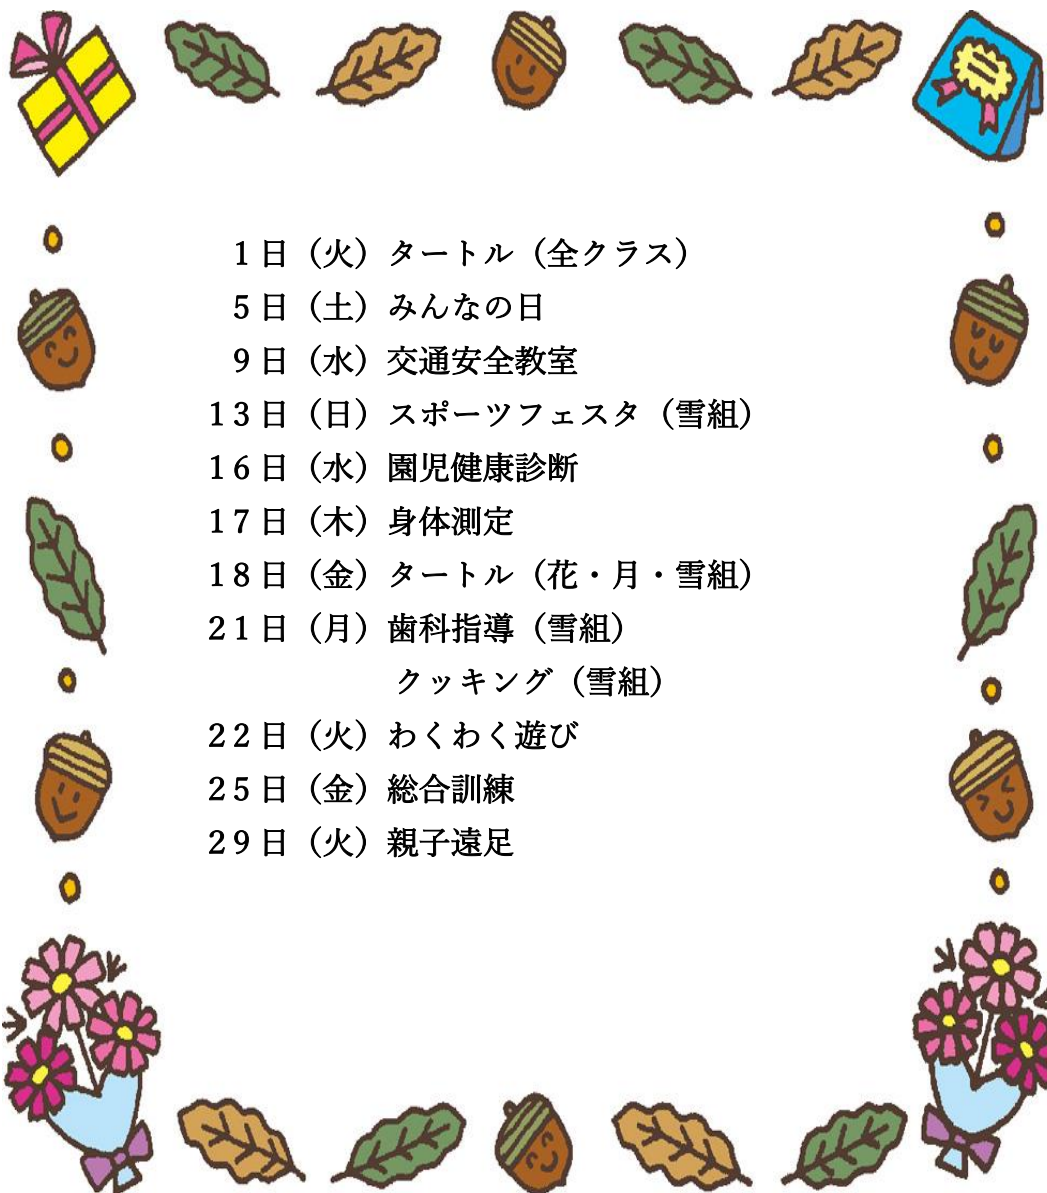 1日（火）タートル（全クラス）
5日（土）みんなの日
9日（水）交通安全教室
13日（日）スポーツフェスタ（雪組）
16日（水）園児健康診断
17日（木）身体測定
18日（金）タートル（花・月・雪組）
21日（月）歯科指導（雪組）
クッキング（雪組）
22日（火）わくわく遊び
25日（金）総合訓練
29日（火）親子遠足